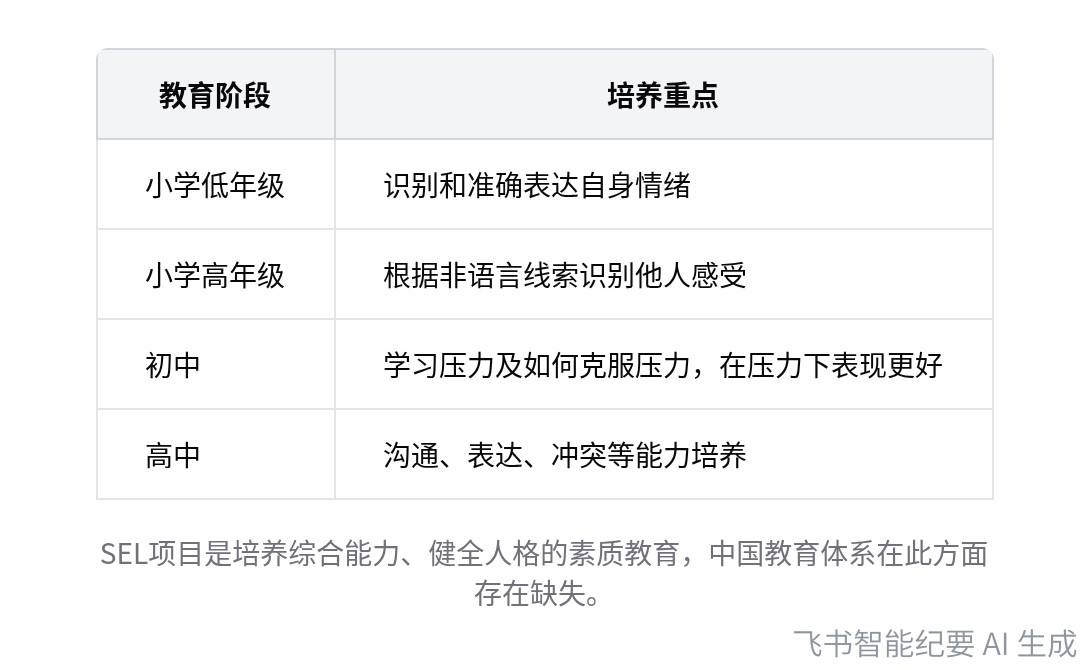 教育阶段 培养重点
小学低年级 识别和准确表达自身情绪
小学高年级 根据非语言线索识别他人感受
初中 学习压力及如何克服压力，在压力下表现更好
高中 沟通、表达、冲突等能力培养
SEL项目是培养综合能力、健全人格的素质教育，中国教育体系在此方面
存在缺失。
飞书智能纪要 AI 生成